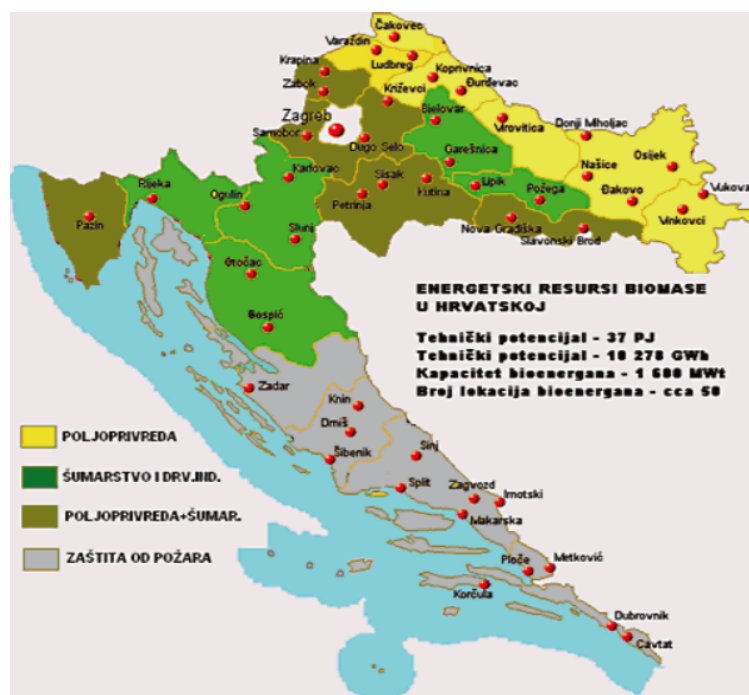 Čakovec
Varaždin
Ludbreg
Krapina
Koprivnica
Zabok
Križevci
Đurđevac
Bjelovar
Zagreb
Virovitica
Donji Miholjac
Samobor
Dugo Selo
Garešnica
Našice
Osijek
Rijeka
Karlovac
Sisak
Kutina
Lipik
Požega
Đakovo
Vukova
Ogulin
Petrinja
Vinkovci
Pazin
Slunj
Nova Gradiška
Slavonski Brod
Otočac
Gospić
ENERGETSKI RESURSI BIOMASE
U HRVATSKOJ
Tehnički potencijal - 37 PJ
Tehnički potencijal - 10 278 GWh
Kapacitet bioenergana - 1 600 MWt
Broj lokacija bioenergana - cca 50
Zadar
Knin
Drniš
Šibenik
Sinj
Split
Zagvozd
Imotski
Makarska
Ploče
Metković
Korčula
Dubrovnik
Cavtat
POLJOPRIVREDA
ŠUMARSTVO I DRV.IND.
POLJOPRIVREDA+ŠUMAR.
ZAŠTITA OD POŽARA